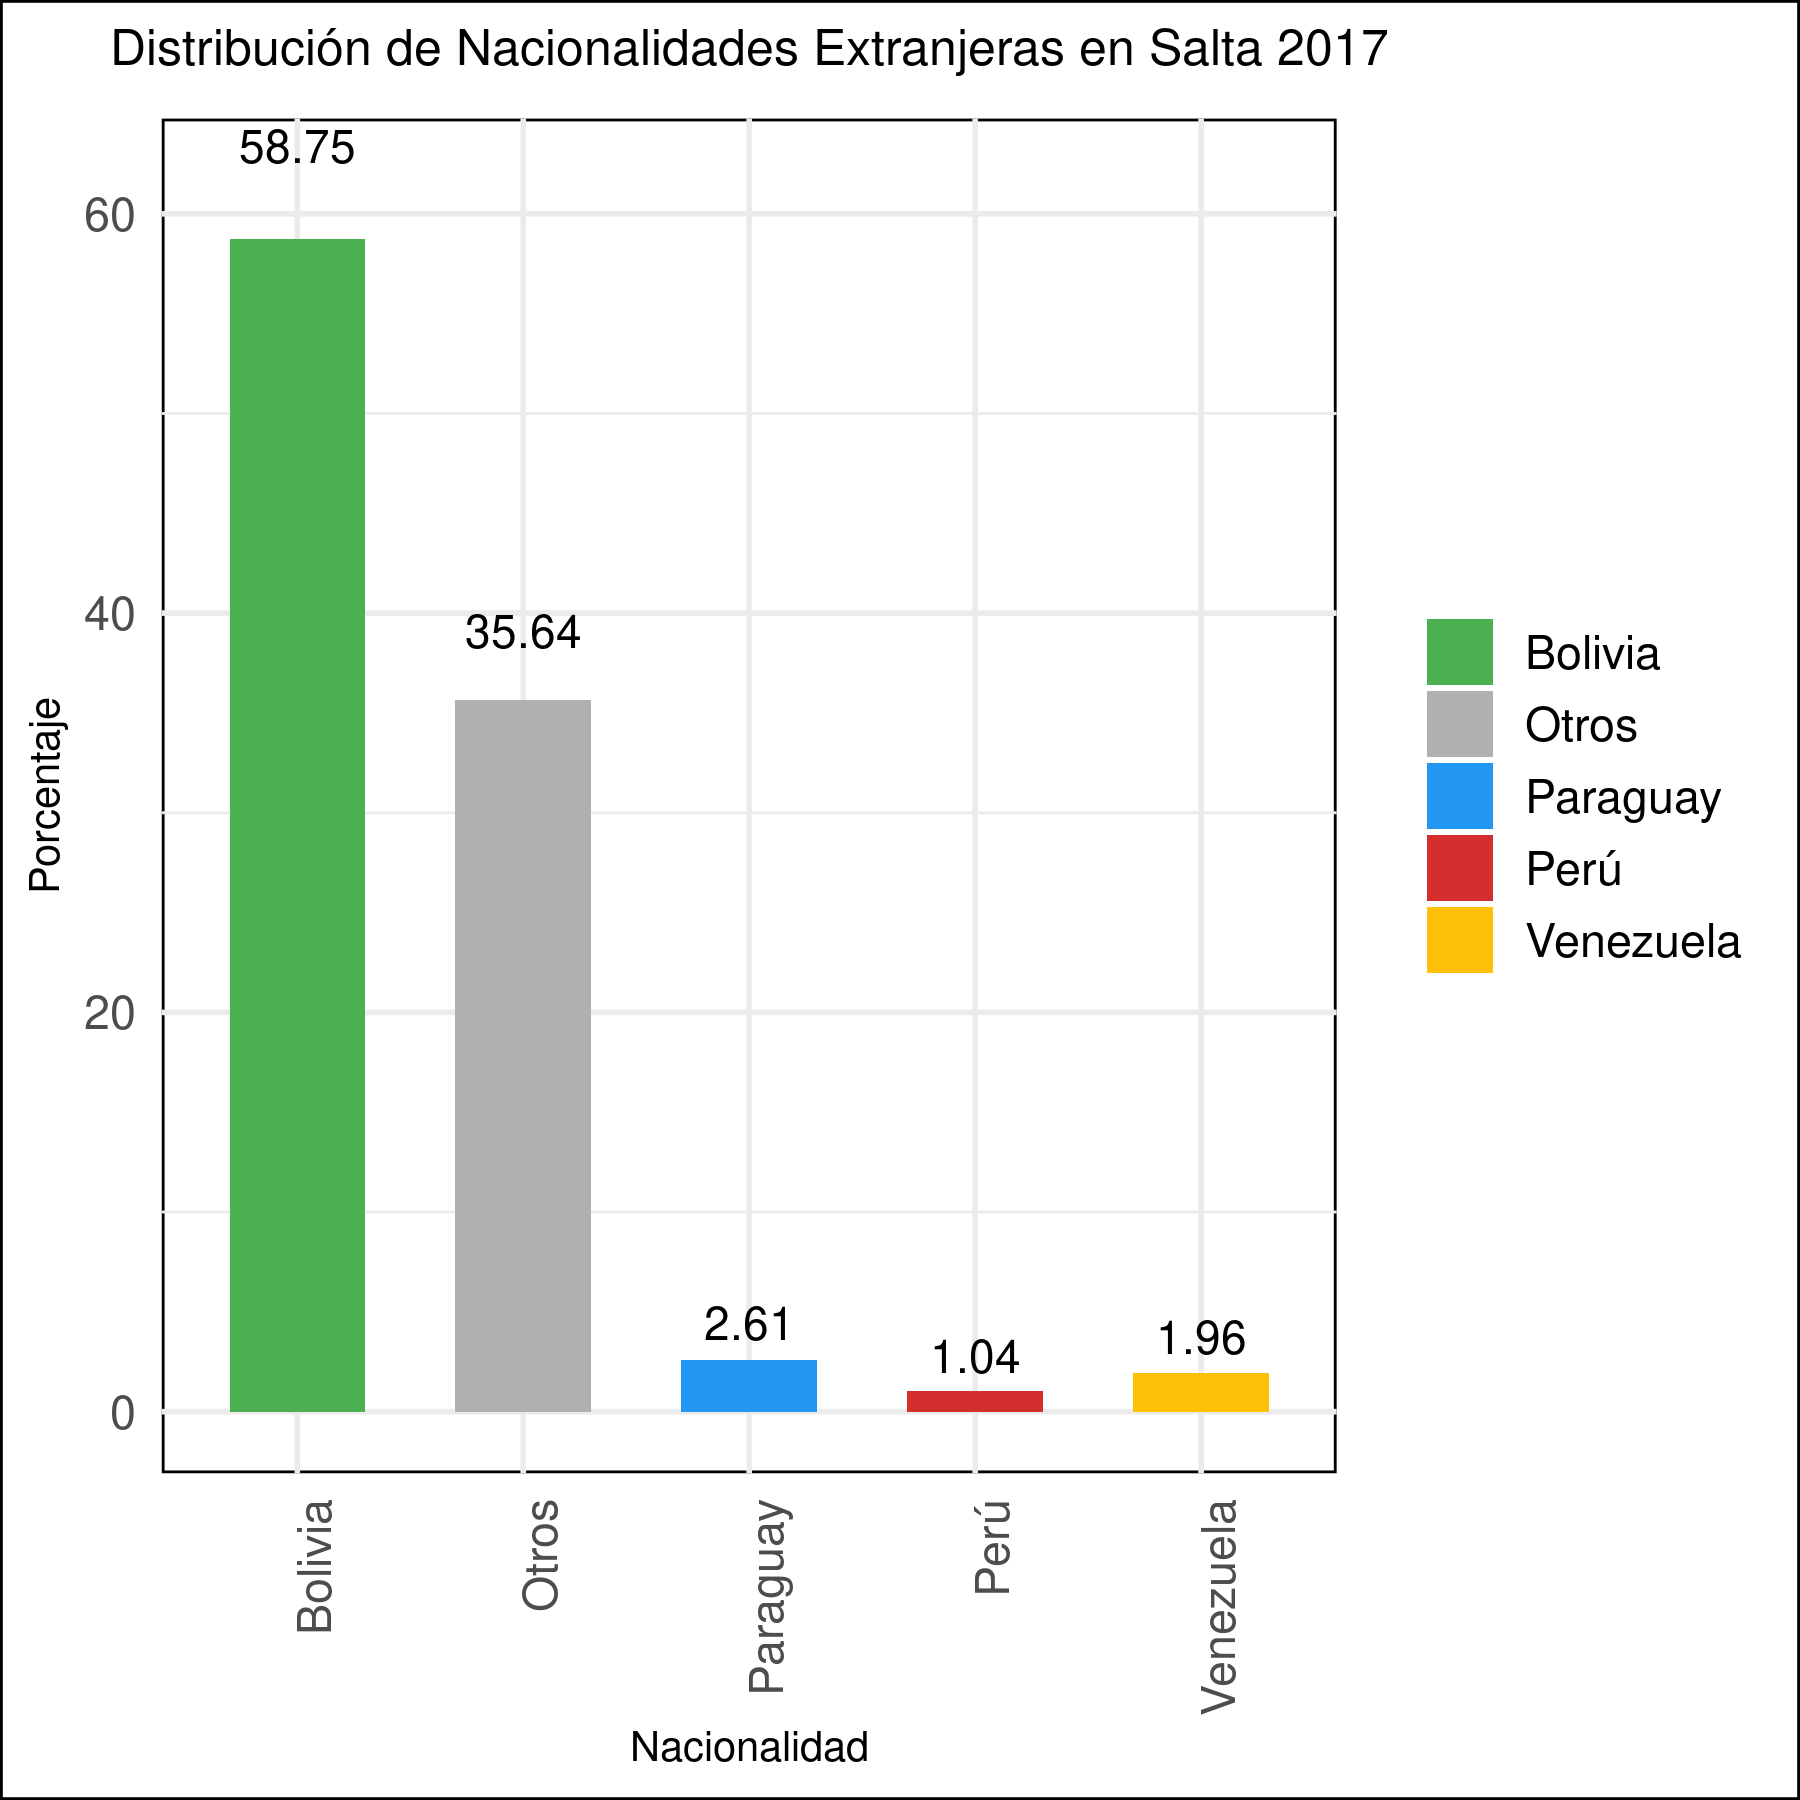 Distribución de Nacionalidades Extranjeras en Salta 2017
58.75
60
40
35.64
Porcentaje
20
2.61
1.04
1.96
0
Bolivia
Otros
Paraguay
Perú
Venezuela
Nacionalidad
Bolivia
Otros
Paraguay
Perú
Venezuela